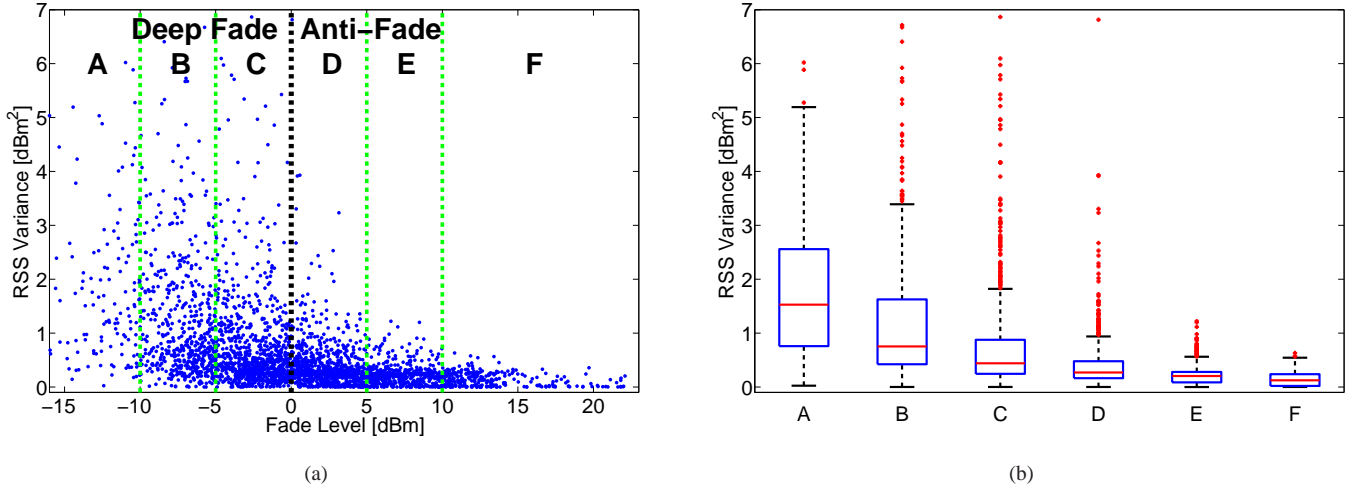 Deep Fade Anti-Fade
A B C D E F
7
6
5
4
3
2
1
0
RSS Variance [dBm²]
-15 -10 -5 0 5 10 15 20
Fade Level [dBm]
(a)
7
6
5
4
3
2
1
0
RSS Variance [dBm²]
A B C D E F
(b)